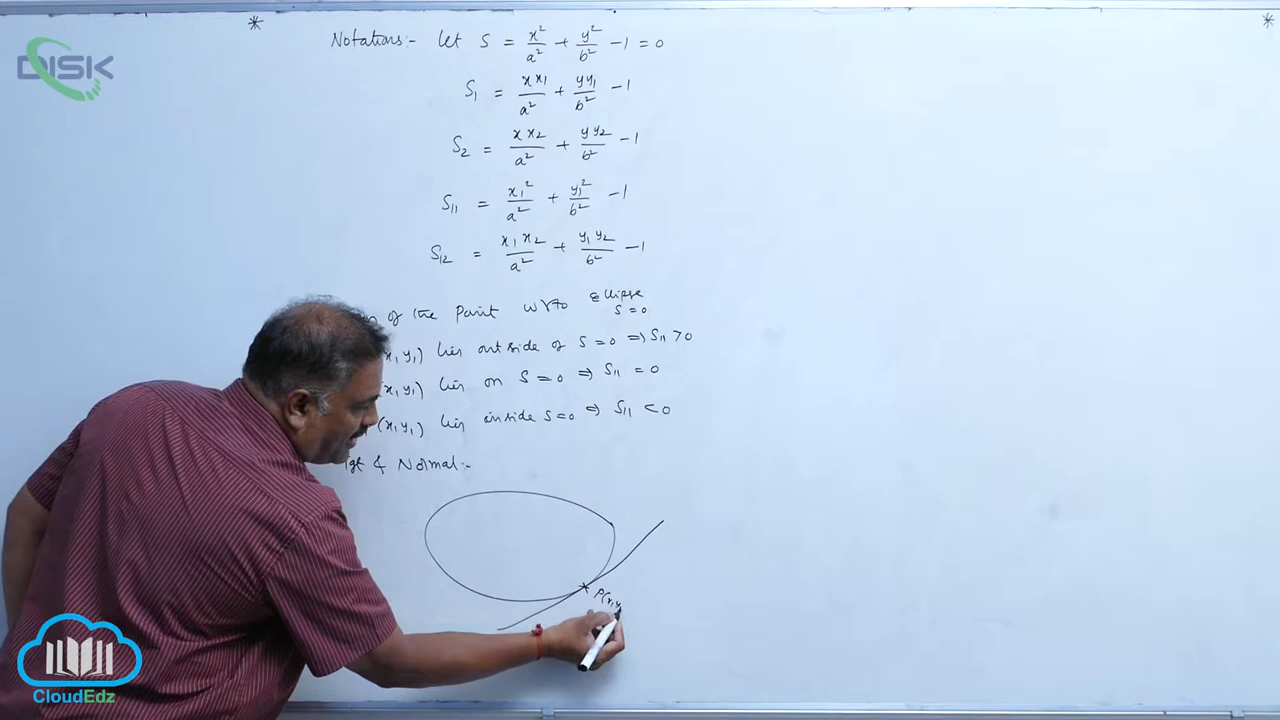 *
*
DISK
Notations:- let S = x²/a² + y²/b² - 1 = 0
S₁ = xx₁/a² + yy₁/b² - 1
S₂ = xx₂/a² + yy₂/b² - 1
S₁₁ = x₁²/a² + y₁²/b² - 1
S₁₂ = x₁x₂/a² + y₁y₂/b² - 1
of the Point w.r.to Ellipse
S = 0
(x₁ y₁) lies outside of S = 0 ⇒ S₁₁ > 0
(x₁ y₁) lies on S = 0 ⇒ S₁₁ = 0
(x₁ y₁) lies inside S = 0 ⇒ S₁₁ < 0
& Normal:-
P(x₁ y₁
CloudEdz